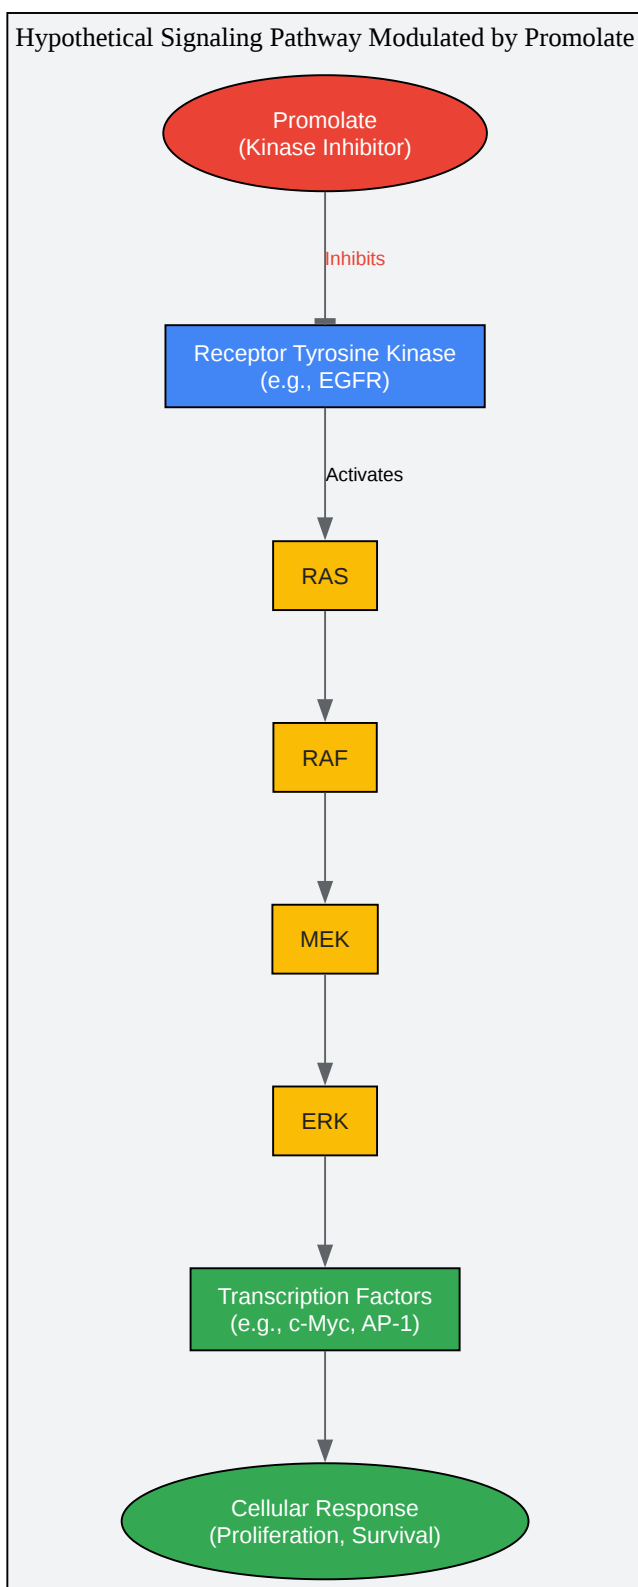 Hypothetical Signaling Pathway Modulated by Promolate
Promolate
(Kinase Inhibitor)
Inhibits
Receptor Tyrosine Kinase
(e.g., EGFR)
Activates
RAS
RAF
MEK
ERK
Transcription Factors
(e.g., c-Myc, AP-1)
Cellular Response
(Proliferation, Survival)